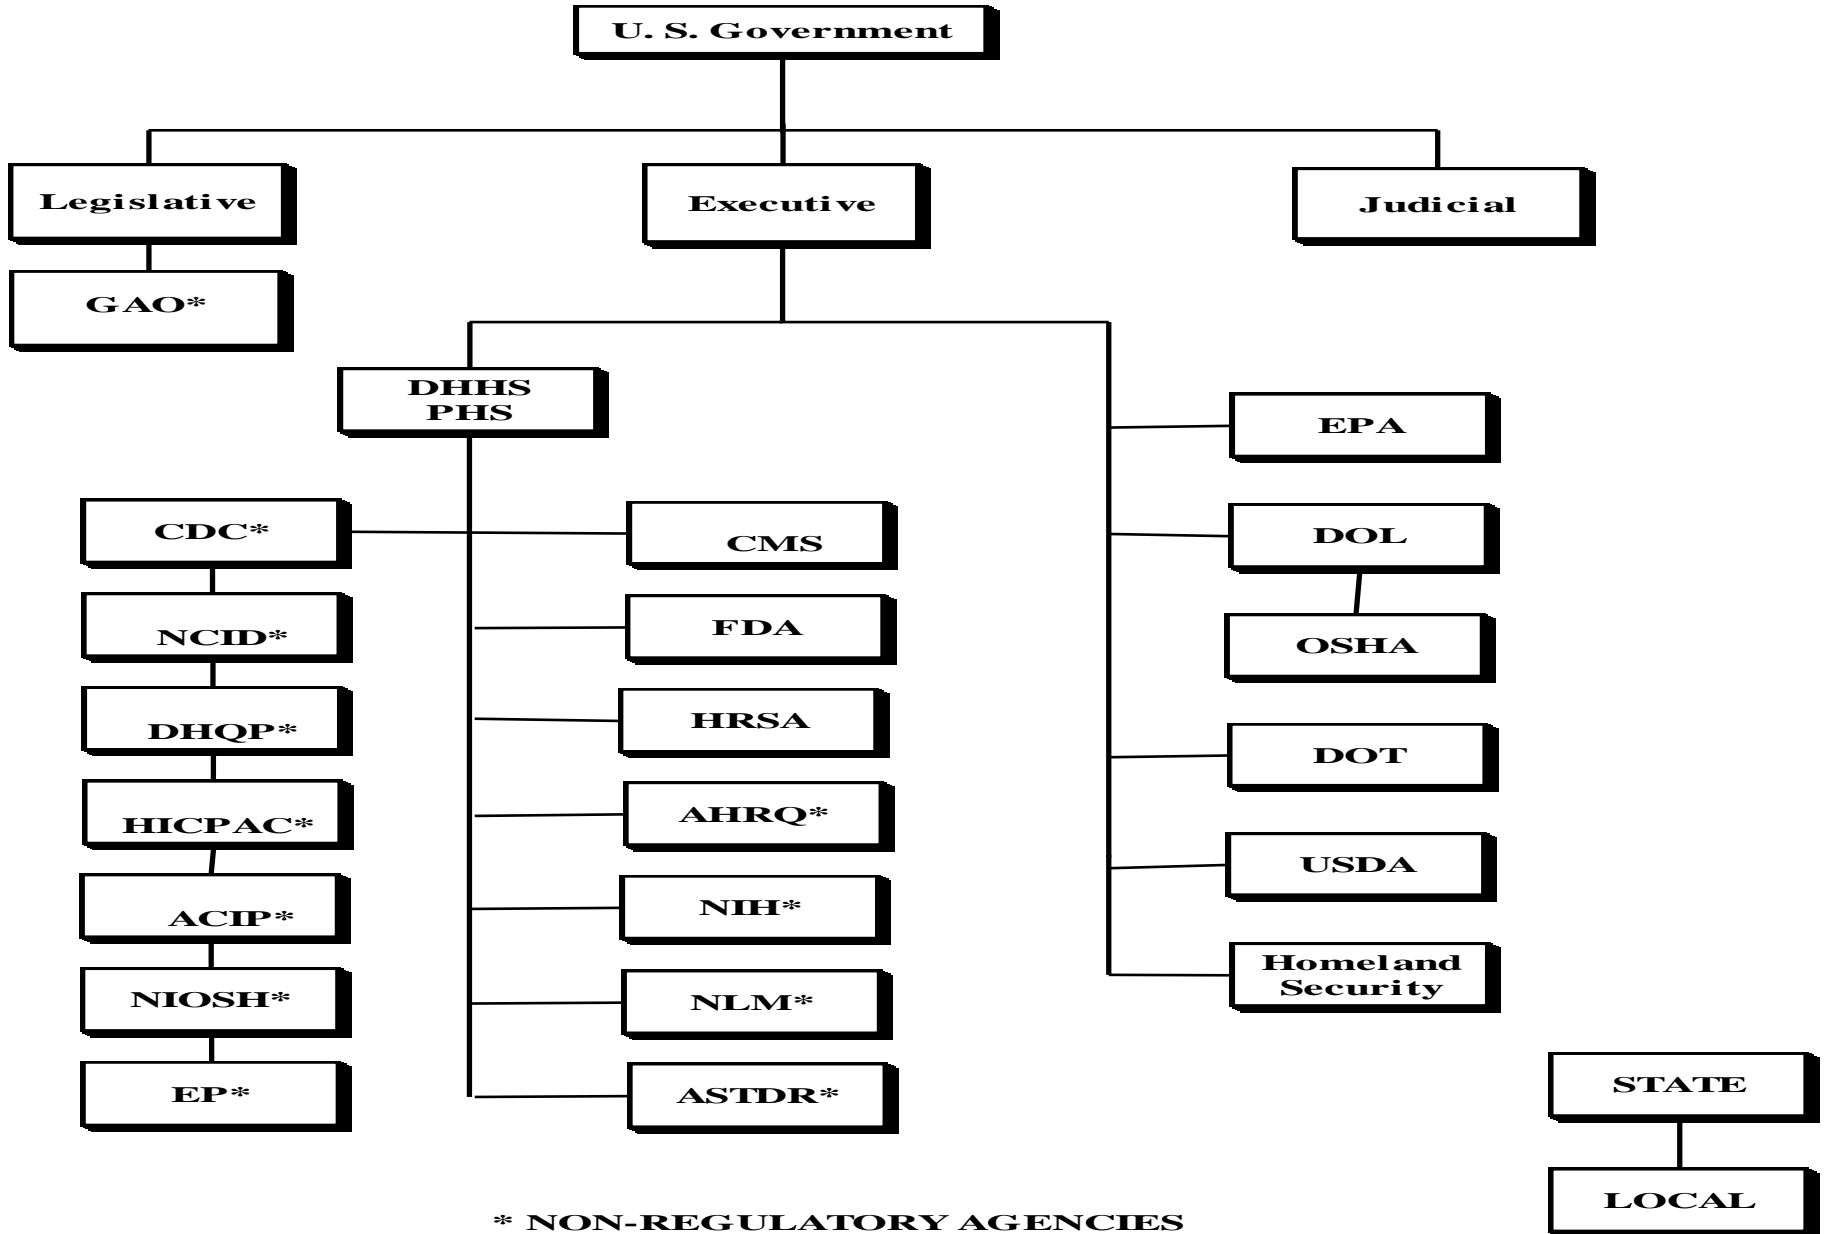 U. S. Government
Legislative
Executive
Judicial
GAO*
DHHS
PHS
EPA
CDC*
CMS
DOL
NCID*
FDA
OSHA
DHQP*
HRSA
DOT
HICPAC*
AHRQ*
USDA
ACIP*
NIH*
Homeland
Security
NIOSH*
NLM*
EP*
ASTDR*
STATE
LOCAL
* NON-REGULATORY AGENCIES